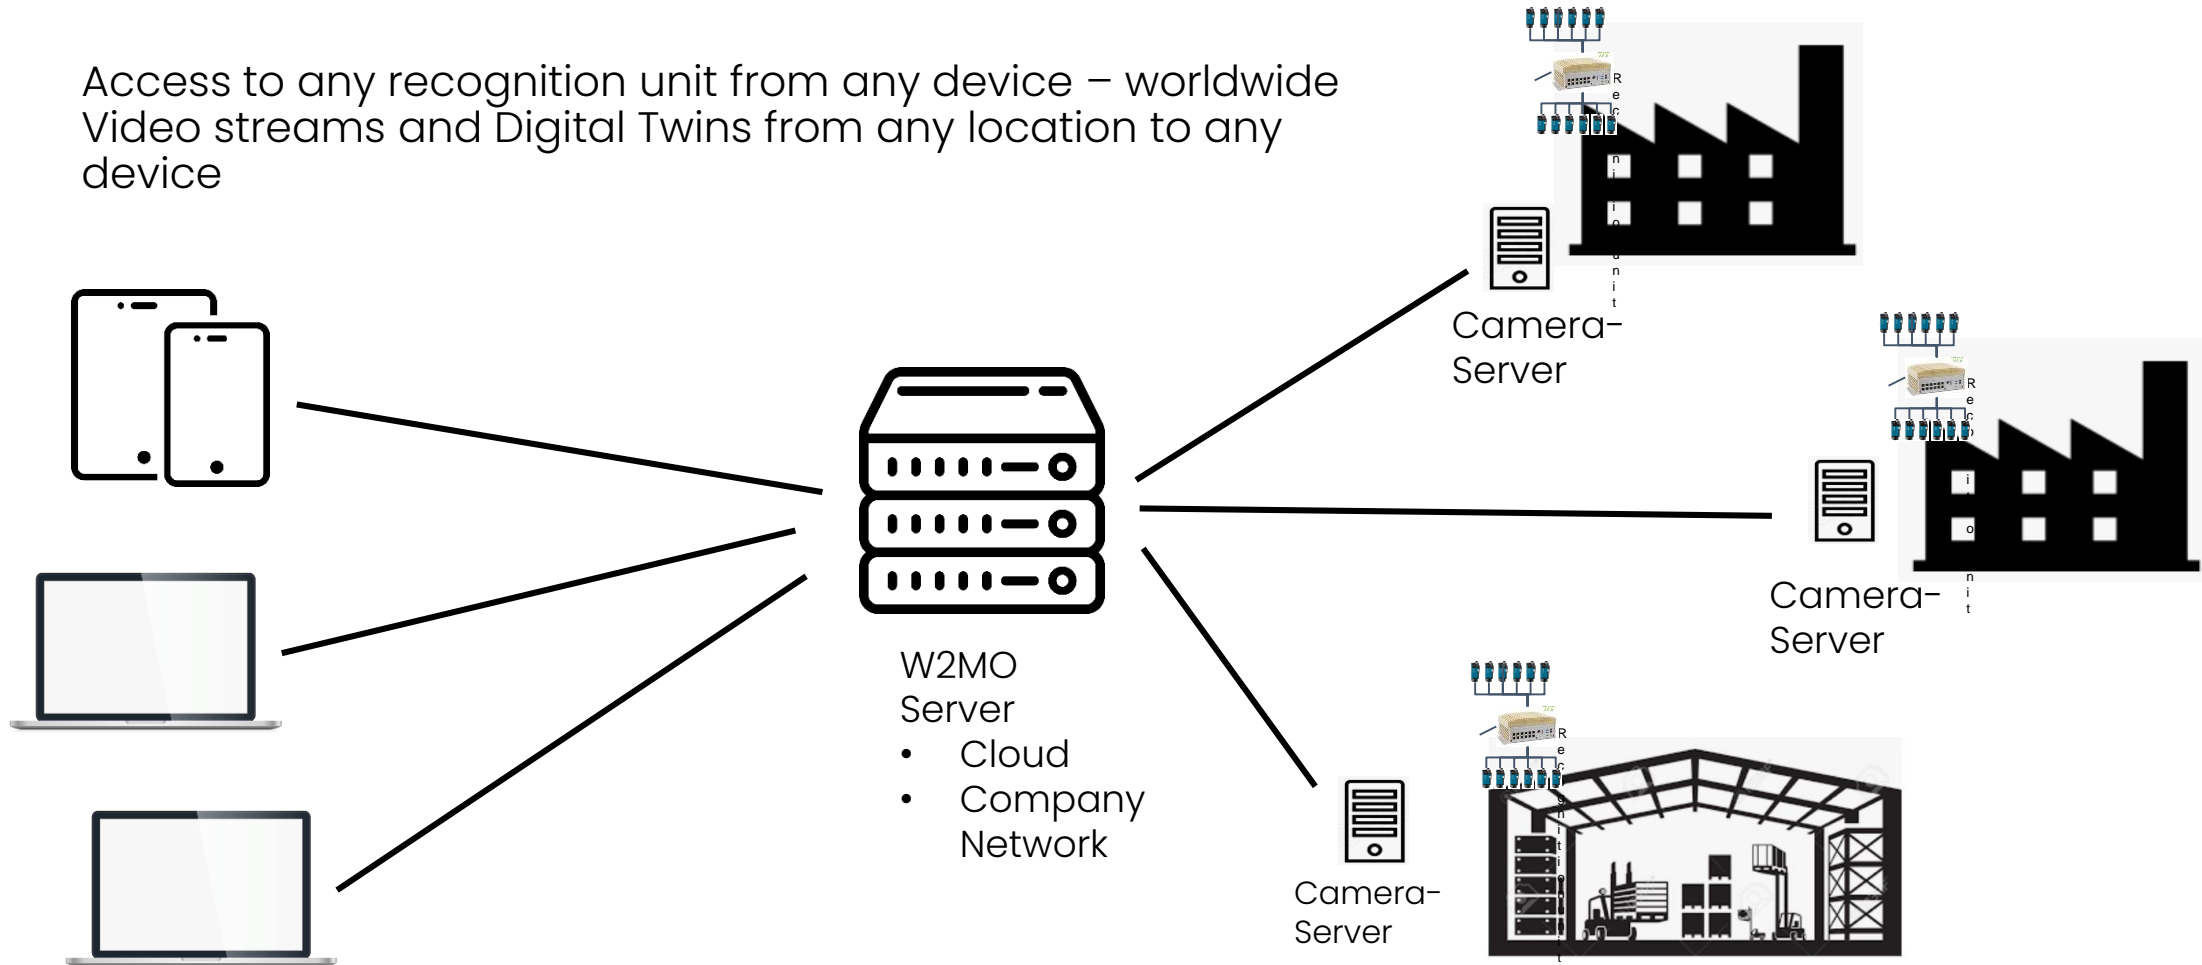 Access to any recognition unit from any device – worldwide
Video streams and Digital Twins from any location to any
device
Camera-
Server
Camera-
Server
W2MO
Server
• Cloud
• Company
Network
Camera-
Server